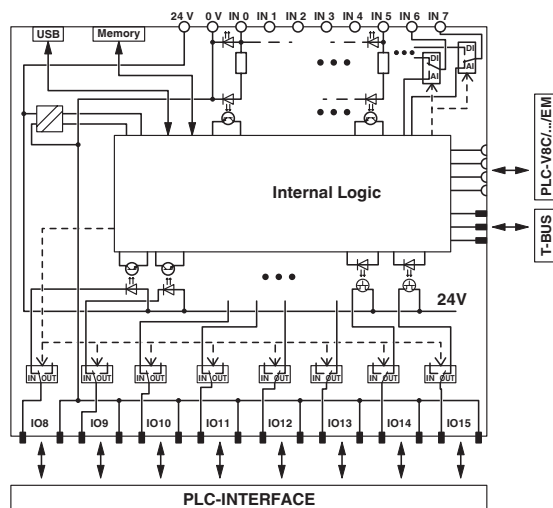 24 V 0 V IN 0 IN 1 IN 2 IN 3 IN 4 IN 5 IN 6 IN 7
USB Memory
DI
DI
AI
AI
PLC-V8C/.../EM
Internal Logic
T-BUS
24V
IN OUT IN OUT IN OUT IN OUT IN OUT IN OUT IN OUT IN OUT
IO8 IO9 IO10 IO11 IO12 IO13 IO14 IO15
PLC-INTERFACE